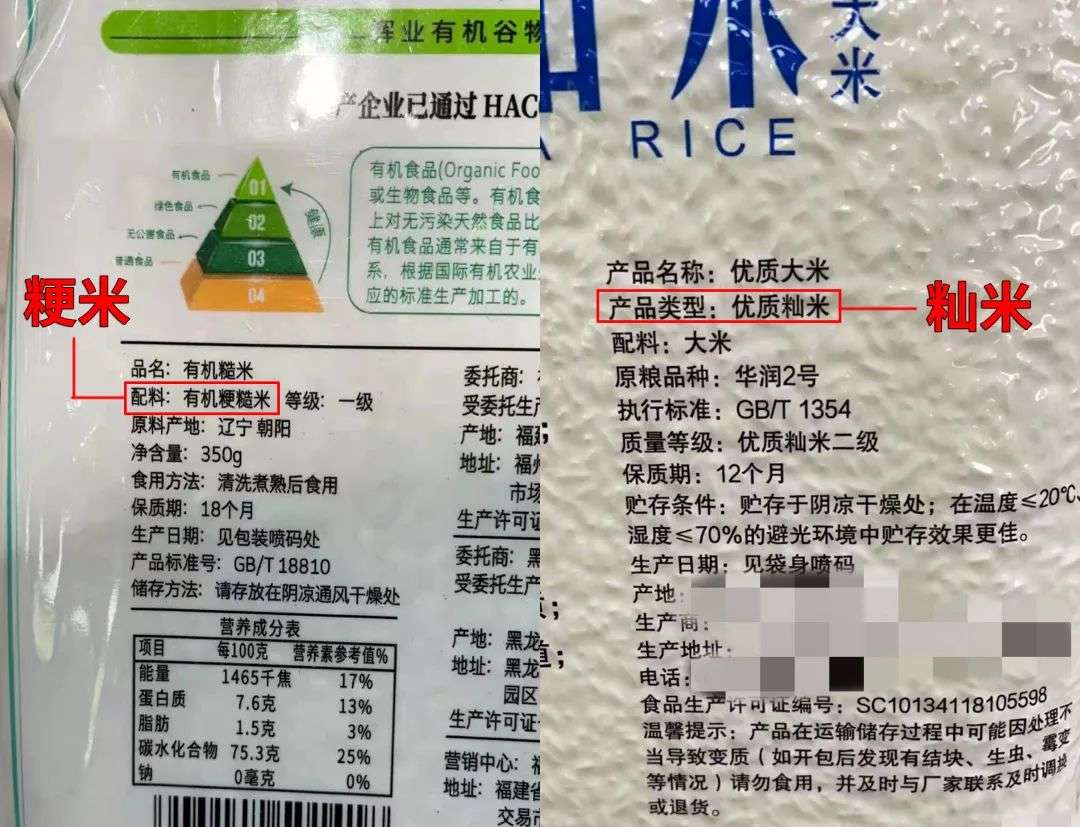 辉业有机谷物
产企业已通过 HAC
有机食品
绿色食品
无公害食品
普通食品
01
02
03
04
健康
有机食品(Organic Foo
或生物食品等。有机食
上对无污染天然食品比
有机食品通常来自于有
系，根据国际有机农业
应的标准生产加工的。
粳米
品名：有机糙米
配料：有机粳糙米 等级：一级
原料产地：辽宁 朝阳
净含量：350g
食用方法：清洗煮熟后食用
保质期：18个月
生产日期：见包装喷码处
产品标准号：GB/T 18810
储存方法：请存放在阴凉通风干燥处
营养成分表
项目 每100克 营养素参考值%
能量 1465千焦 17%
蛋白质 7.6克 13%
脂肪 1.5克 3%
碳水化合物 75.3克 25%
钠 0毫克 0%
委托商：
受委托生产
产地：福建
地址：福州
市场
生产许可证
委托商：黑
受委托生产
产地：黑龙
地址：黑龙
园区
生产许可证
营销中心：福
地址：福建省
交易市
米
大米
RICE
产品名称：优质大米
产品类型：优质籼米
籼米
配料：大米
原粮品种：华润2号
执行标准：GB/T 1354
质量等级：优质籼米二级
保质期：12个月
贮存条件：贮存于阴凉干燥处；在温度≤20℃、
湿度≤70%的避光环境中贮存效果更佳。
生产日期：见袋身喷码
产地：
生产商：
生产地址：
电话：
食品生产许可证编号：SC10134118105598
温馨提示：产品在运输储存过程中可能因处理不
当导致变质（如开包后发现有结块、生虫、霉变
等情况）请勿食用，并及时与厂家联系及时调换
或退货。